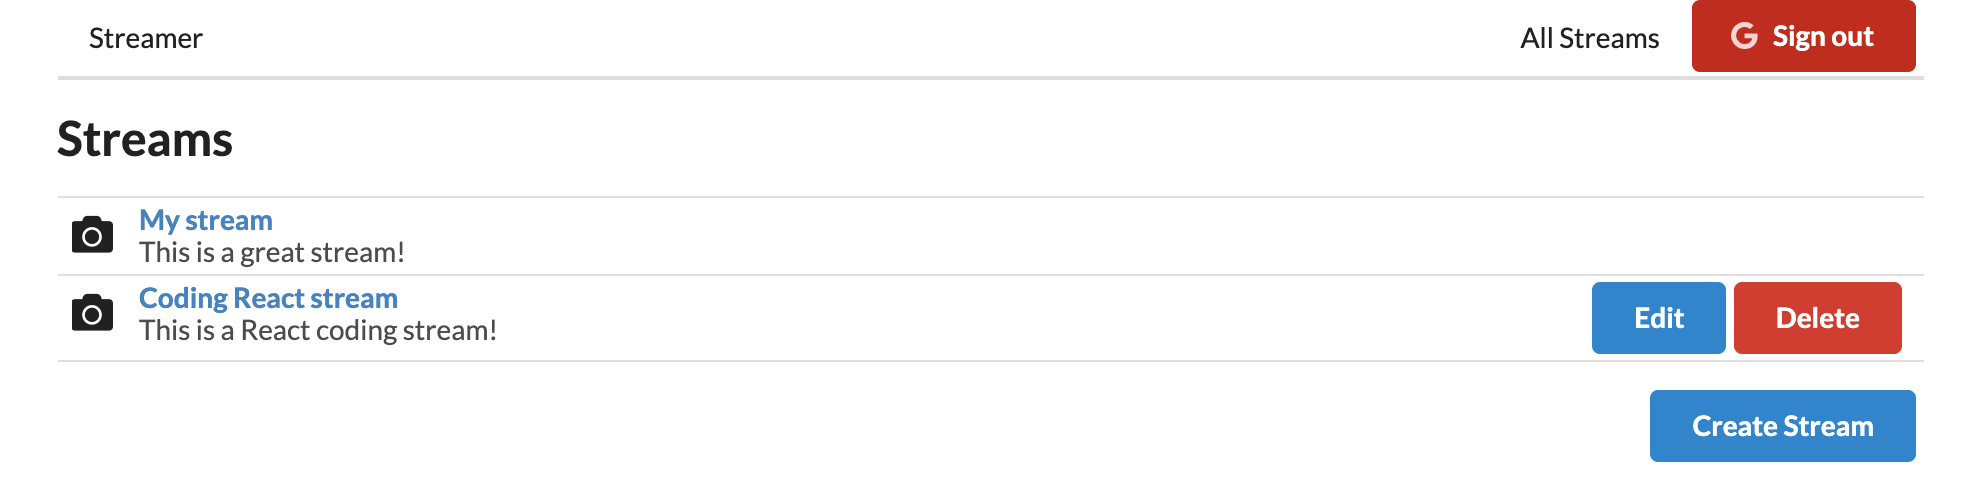 Streamer
All Streams
Sign out
Streams
My stream
This is a great stream!
Coding React stream
This is a React coding stream!
Edit
Delete
Create Stream